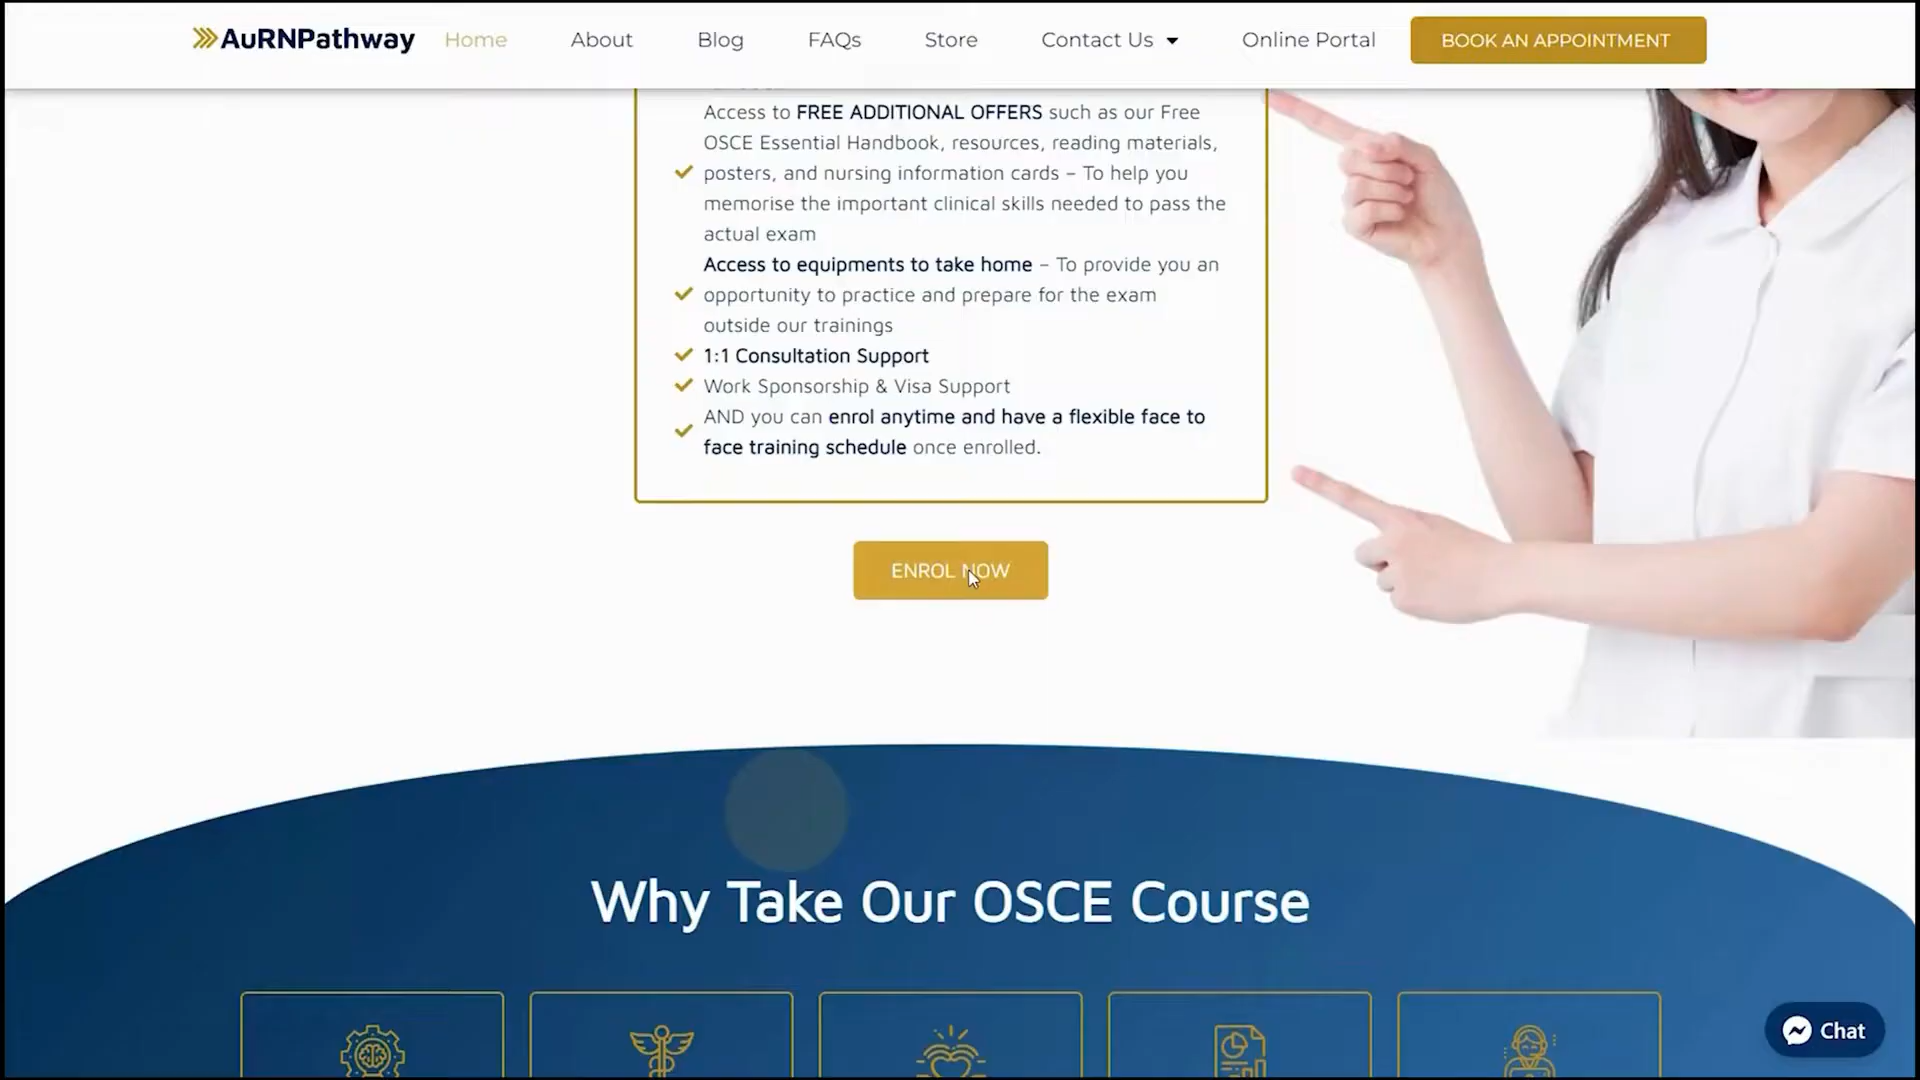 AuRNPathway Home About Blog FAQs Store Contact Us Online Portal BOOK AN APPOINTMENT
Access to FREE ADDITIONAL OFFERS such as our Free
OSCE Essential Handbook, resources, reading materials,
posters, and nursing information cards – To help you
memorise the important clinical skills needed to pass the
actual exam
Access to equipments to take home – To provide you an
opportunity to practice and prepare for the exam
outside our trainings
1:1 Consultation Support
Work Sponsorship & Visa Support
AND you can enrol anytime and have a flexible face to
face training schedule once enrolled.
ENROL NOW
Why Take Our OSCE Course
Chat